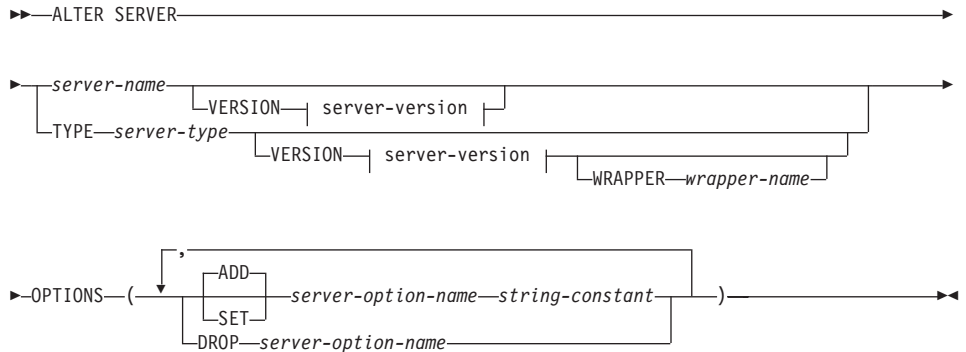 ALTER SERVER
server-name
VERSION server-version
TYPE server-type
VERSION server-version
WRAPPER wrapper-name
,
OPTIONS ( ADD server-option-name string-constant )
SET
DROP server-option-name